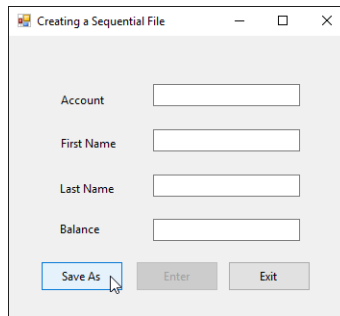 Creating a Sequential File
Account
First Name
Last Name
Balance
Save As Enter Exit